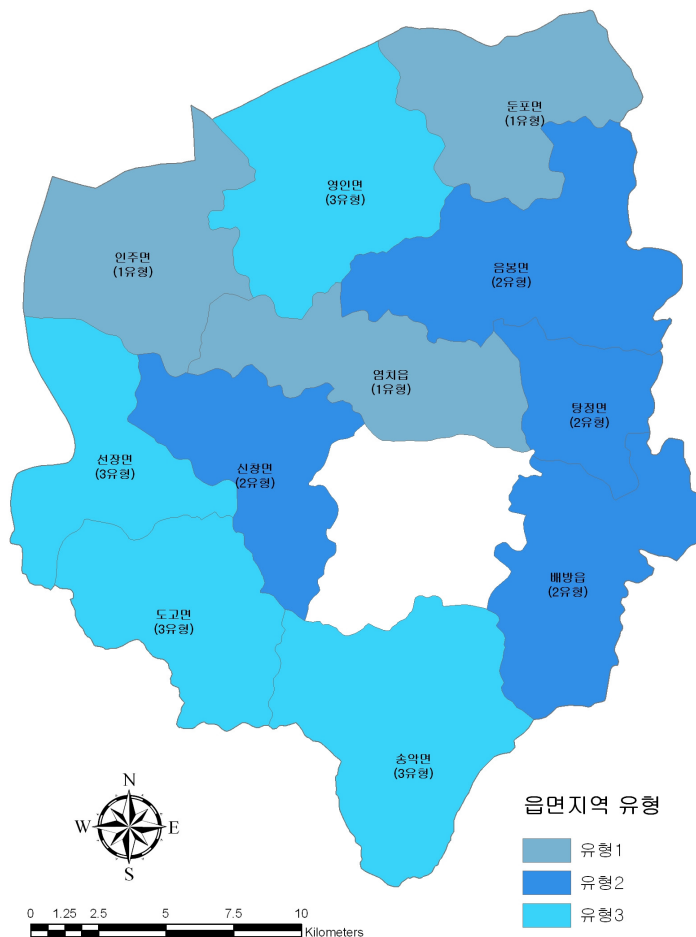 둔포면
(1유형)
영인면
(3유형)
인주면
(1유형)
음봉면
(2유형)
염치읍
(1유형)
탕정면
(2유형)
선장면
(3유형)
신창면
(2유형)
배방읍
(2유형)
도고면
(3유형)
송악면
(3유형)
N
W
E
S
읍면지역 유형
유형1
유형2
유형3
0 1.25 2.5 5 7.5 10
Kilometers